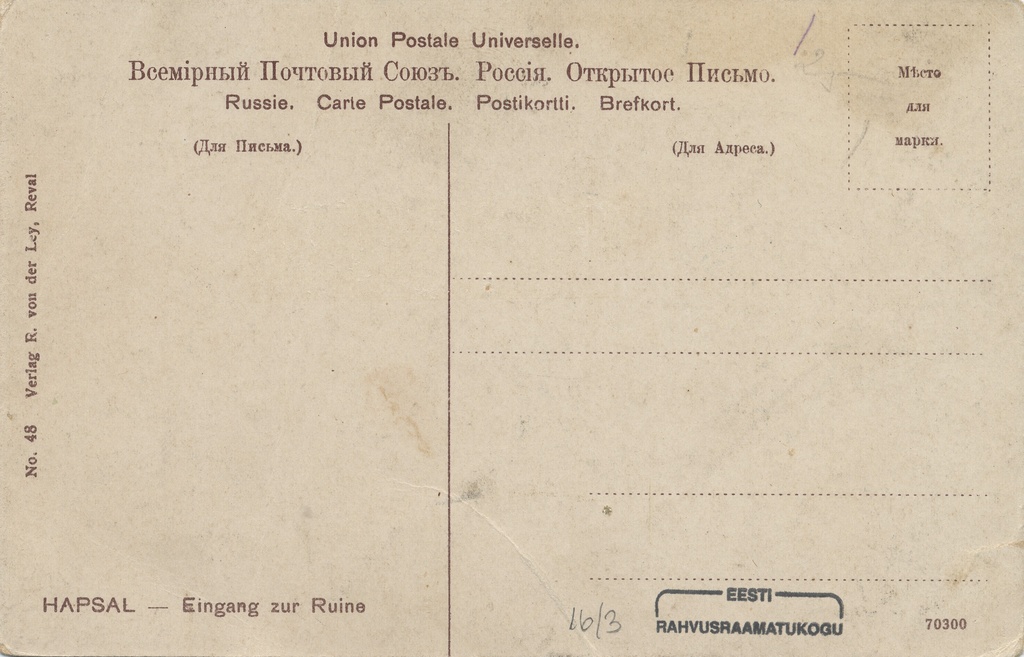 Union Postale Universelle.
Всемірный Почтовый Союзъ. Россія. Открытое Письмо.
Russie. Carte Postale. Postikortti. Brefkort.
(Для Письма.)
(Для Адреса.)
Мѣсто
для
марки.
No. 48 Verlag R. von der Ley, Reval
HAPSAL — Eingang zur Ruine
16/3
EESTI
RAHVUSRAAMATUKOGU
70300